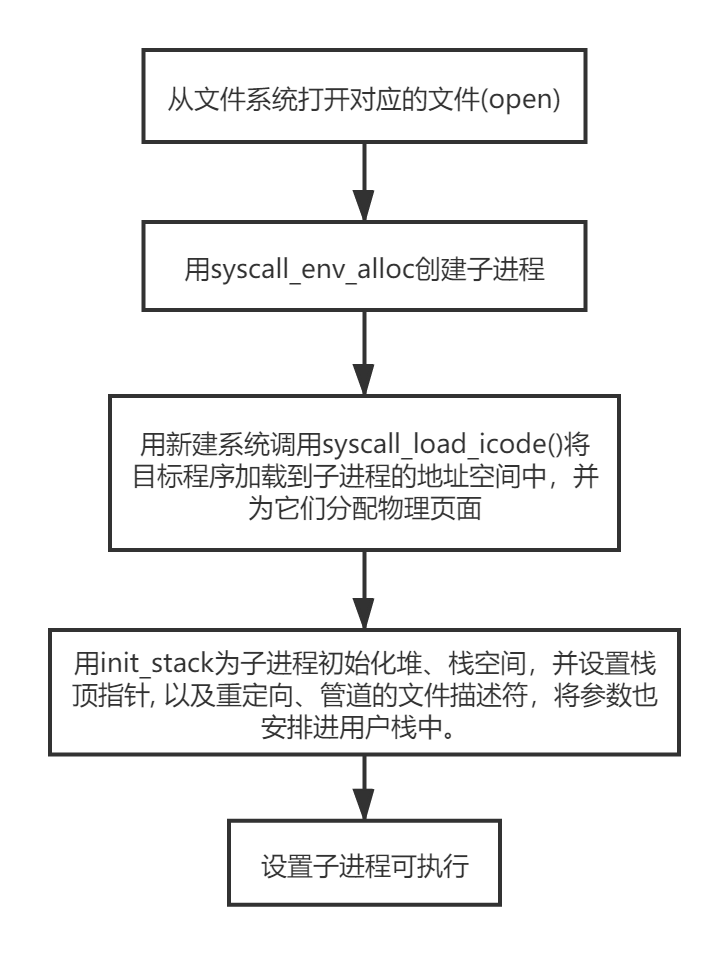 从文件系统打开对应的文件(open)
用syscall_env_alloc创建子进程
用新建系统调用syscall_load_icode()将
目标程序加载到子进程的地址空间中，并
为它们分配物理页面
用init_stack为子进程初始化堆、栈空间，并设置栈
顶指针, 以及重定向、管道的文件描述符，将参数也
安排进用户栈中。
设置子进程可执行